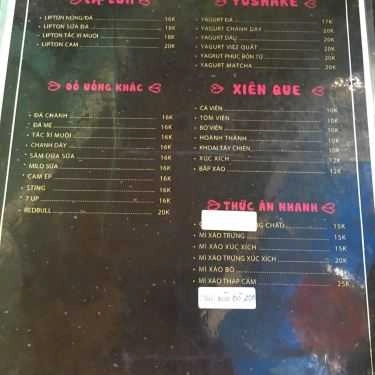 YOSHAKE
LIPTON NÓNG/ĐÁ 16K
LIPTON SỮA ĐÁ 18K
LIPTON TẮC XÍ MUỘI 18K
LIPTON CAM 20K
YAGURT ĐÁ 17K
YAGURT CHANH DÂY 20K
YAGURT DÂU 20K
YAGURT VIỆT QUẤT 20K
YAGRUT PHÚC BỒN TỬ 20K
YAGURT MATCHA 20K
ĐỒ UỐNG KHÁC
ĐÁ CHANH 16K
ĐÁ ME 16K
TẮC XÍ MUỘI 16K
CHANH DÂY 16K
SÂM DỨA SỮA 16K
MILO SỮA 16K
CAM ÉP 16K
STING 16K
7 UP 16K
REDBULL 20K
XIÊN QUE
CÁ VIÊN 10K
TÔM VIÊN 10K
BÒ VIÊN 10K
HOÀNH THÁNH 10K
KHOAI TÂY CHIÊN 10K
XÚC XÍCH 12K
BẮP XÀO 12K
THỨC ĂN NHANH
15K
MÌ XÀO TRỨNG 15K
MÌ XÀO XÚC XÍCH 15K
MÌ XÀO TRỨNG XÚC XÍCH 20K
MÌ XÀO BÒ 20K
MÌ XÀO THẬP CẨM 25K